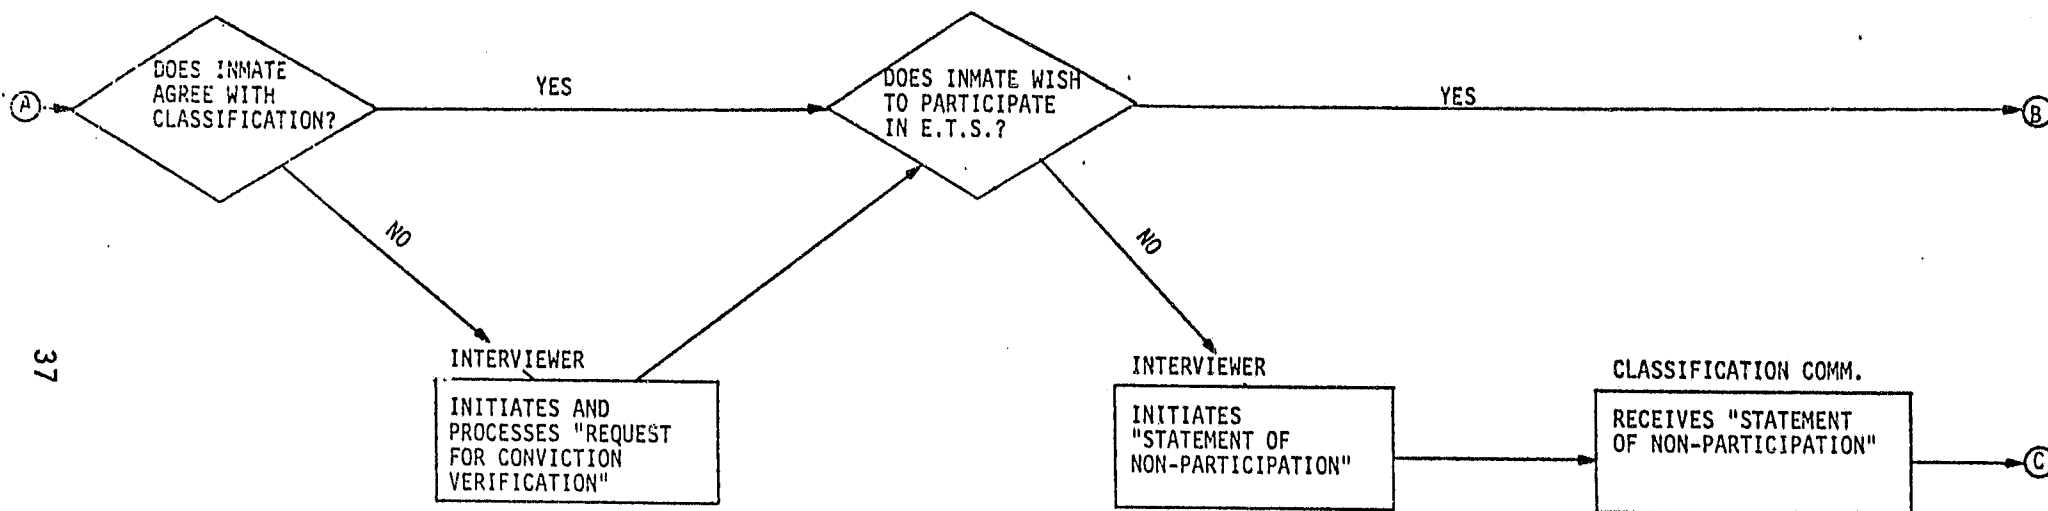 DOES INMATE
AGREE WITH
CLASSIFICATION?
A
YES
DOES INMATE WISH
TO PARTICIPATE
IN E.T.S.?
YES
B
NO
NO
37
INTERVIEWER
INITIATES AND
PROCESSES "REQUEST
FOR CONVICTION
VERIFICATION"
INTERVIEWER
INITIATES
"STATEMENT OF
NON-PARTICIPATION"
CLASSIFICATION COMM.
RECEIVES "STATEMENT
OF NON-PARTICIPATION"
C